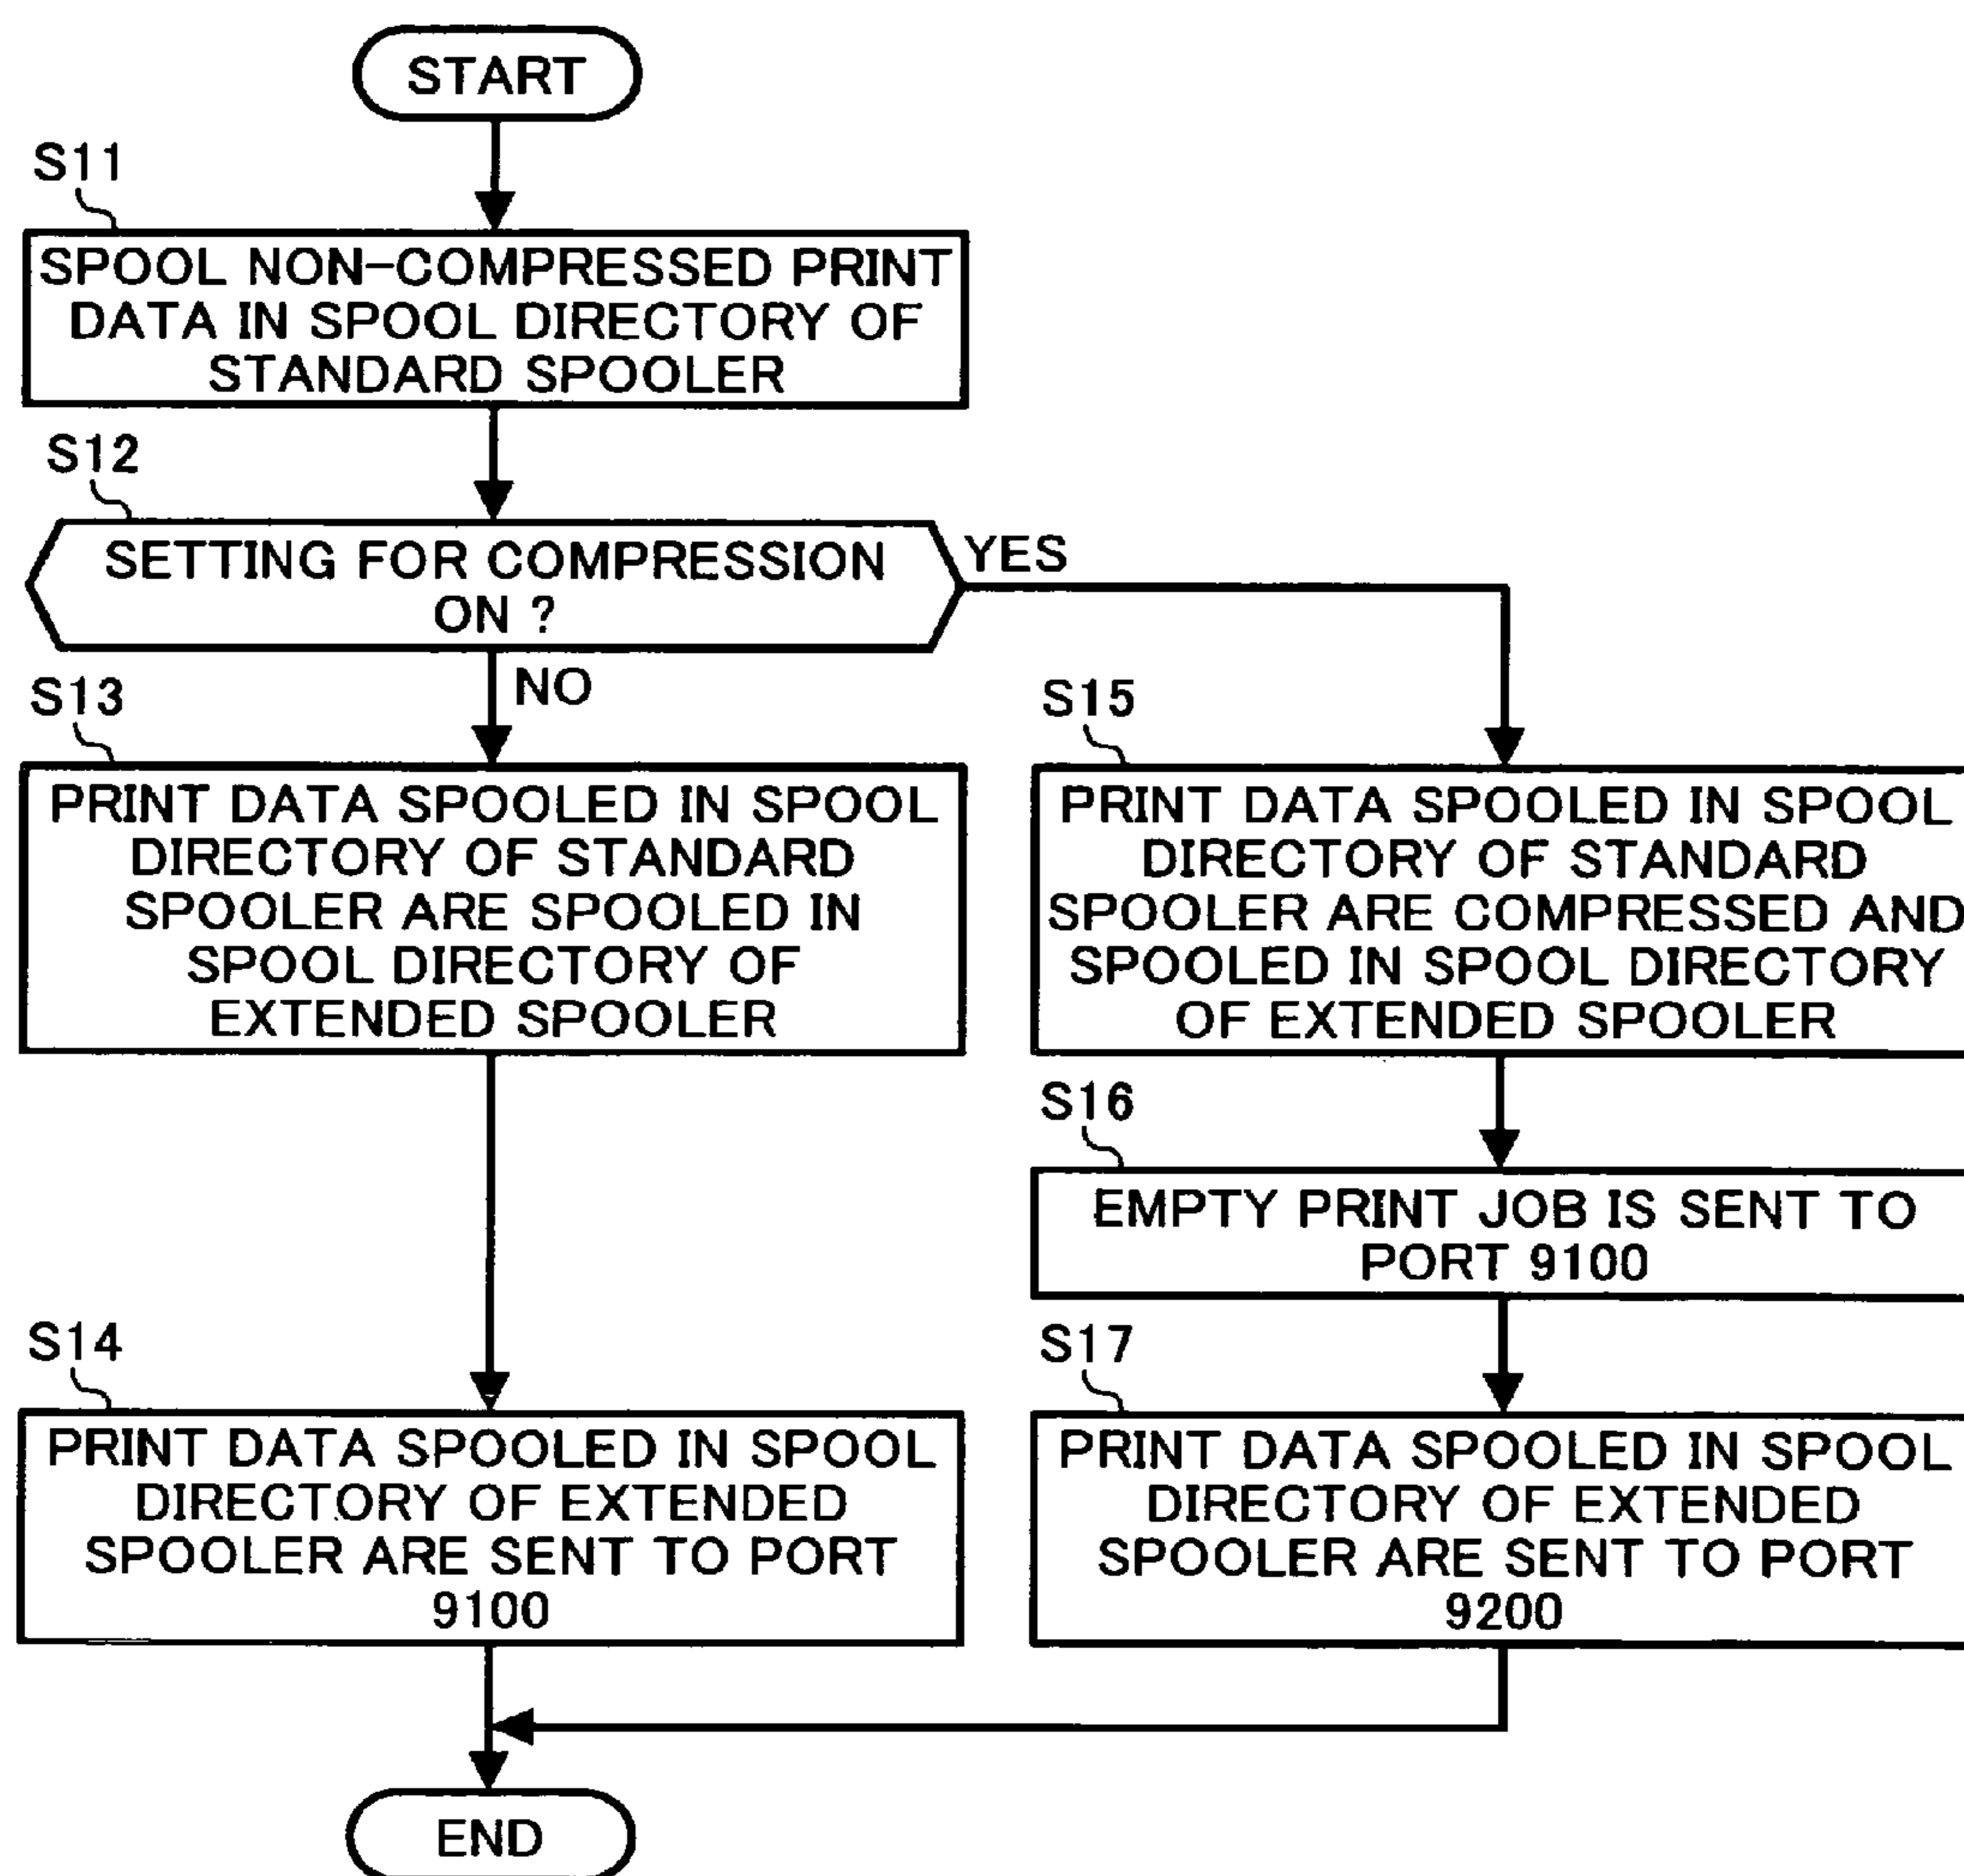 START
S11
SPOOL NON-COMPRESSED PRINT
DATA IN SPOOL DIRECTORY OF
STANDARD SPOOLER
S12
SETTING FOR COMPRESSION
ON ?
YES
NO
S13
PRINT DATA SPOOLED IN SPOOL
DIRECTORY OF STANDARD
SPOOLER ARE SPOOLED IN
SPOOL DIRECTORY OF
EXTENDED SPOOLER
S15
PRINT DATA SPOOLED IN SPOOL
DIRECTORY OF STANDARD
SPOOLER ARE COMPRESSED AND
SPOOLED IN SPOOL DIRECTORY
OF EXTENDED SPOOLER
S16
EMPTY PRINT JOB IS SENT TO
PORT 9100
S14
PRINT DATA SPOOLED IN SPOOL
DIRECTORY OF EXTENDED
SPOOLER ARE SENT TO PORT
9100
S17
PRINT DATA SPOOLED IN SPOOL
DIRECTORY OF EXTENDED
SPOOLER ARE SENT TO PORT
9200
END